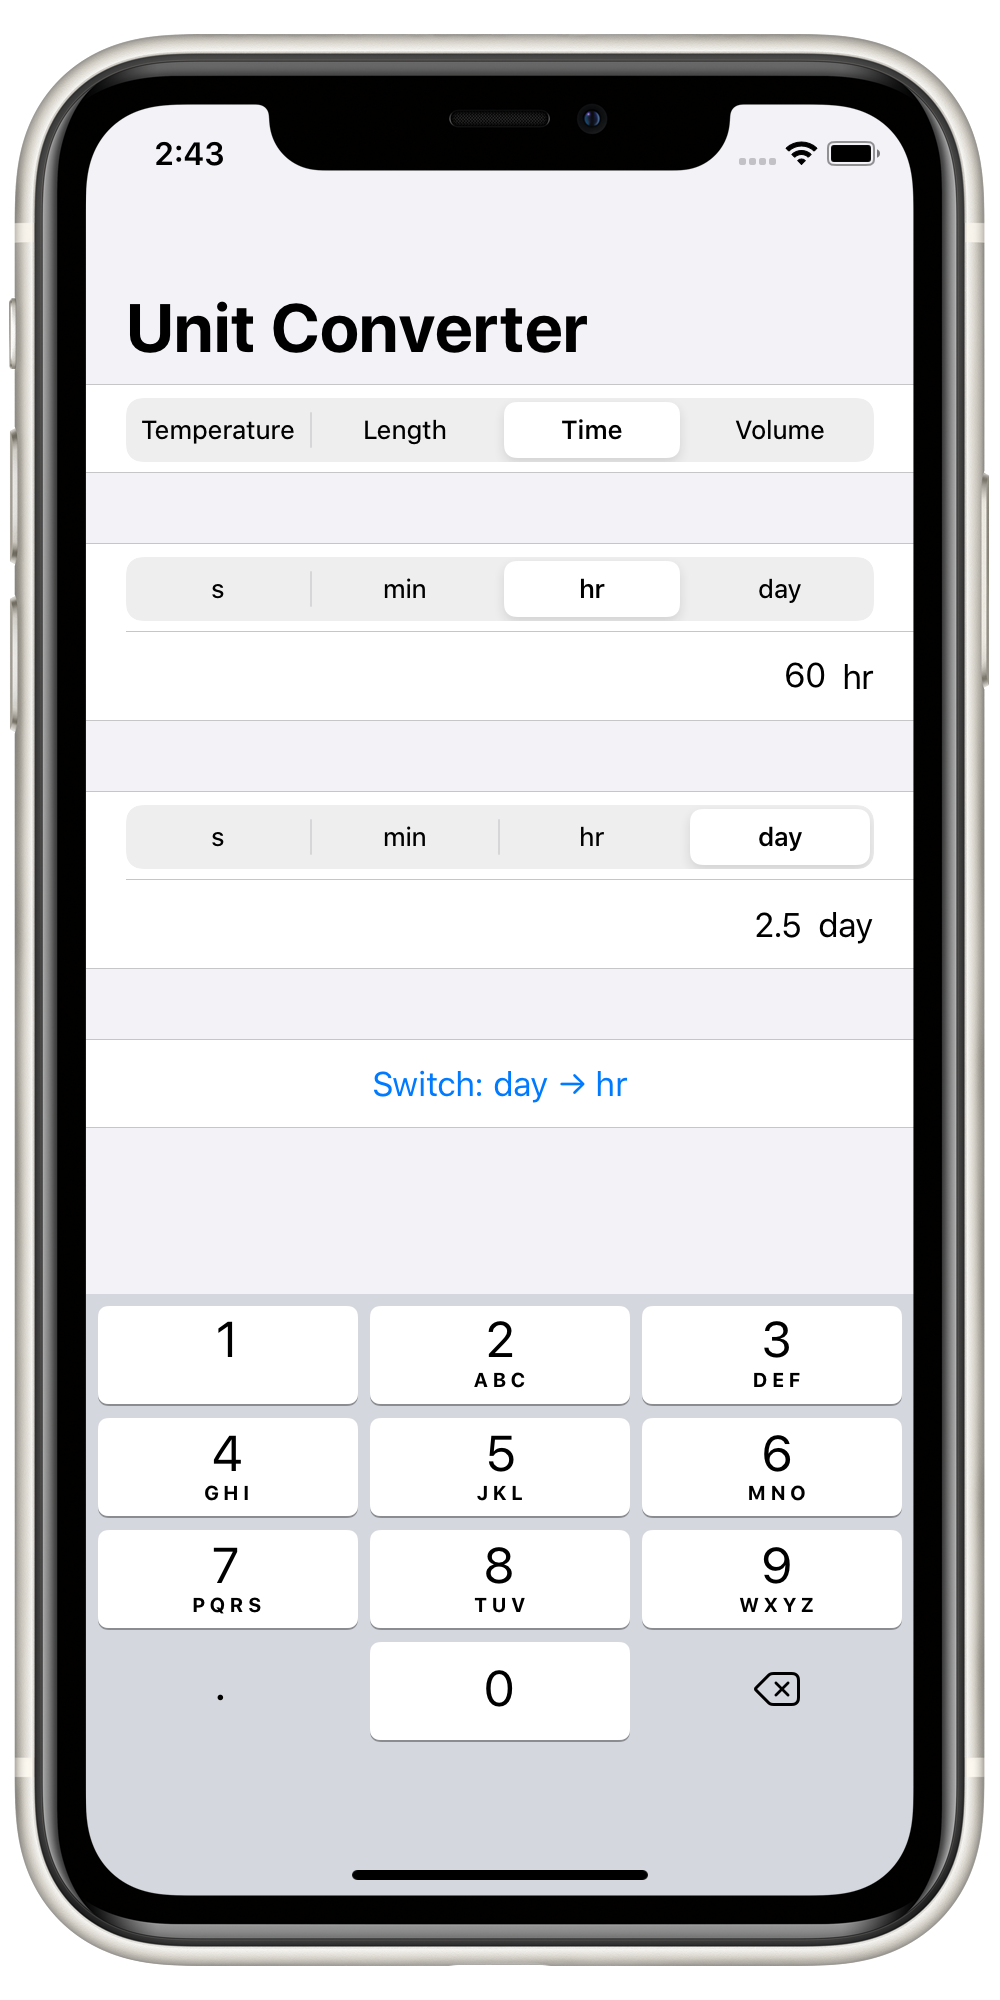 2:43
Unit Converter
Temperature Length Time Volume
s min hr day
60 hr
s min hr day
2.5 day
Switch: day → hr
1 2 3
ABC DEF
4 5 6
GHI JKL MNO
7 8 9
PQRS TUV WXYZ
. 0